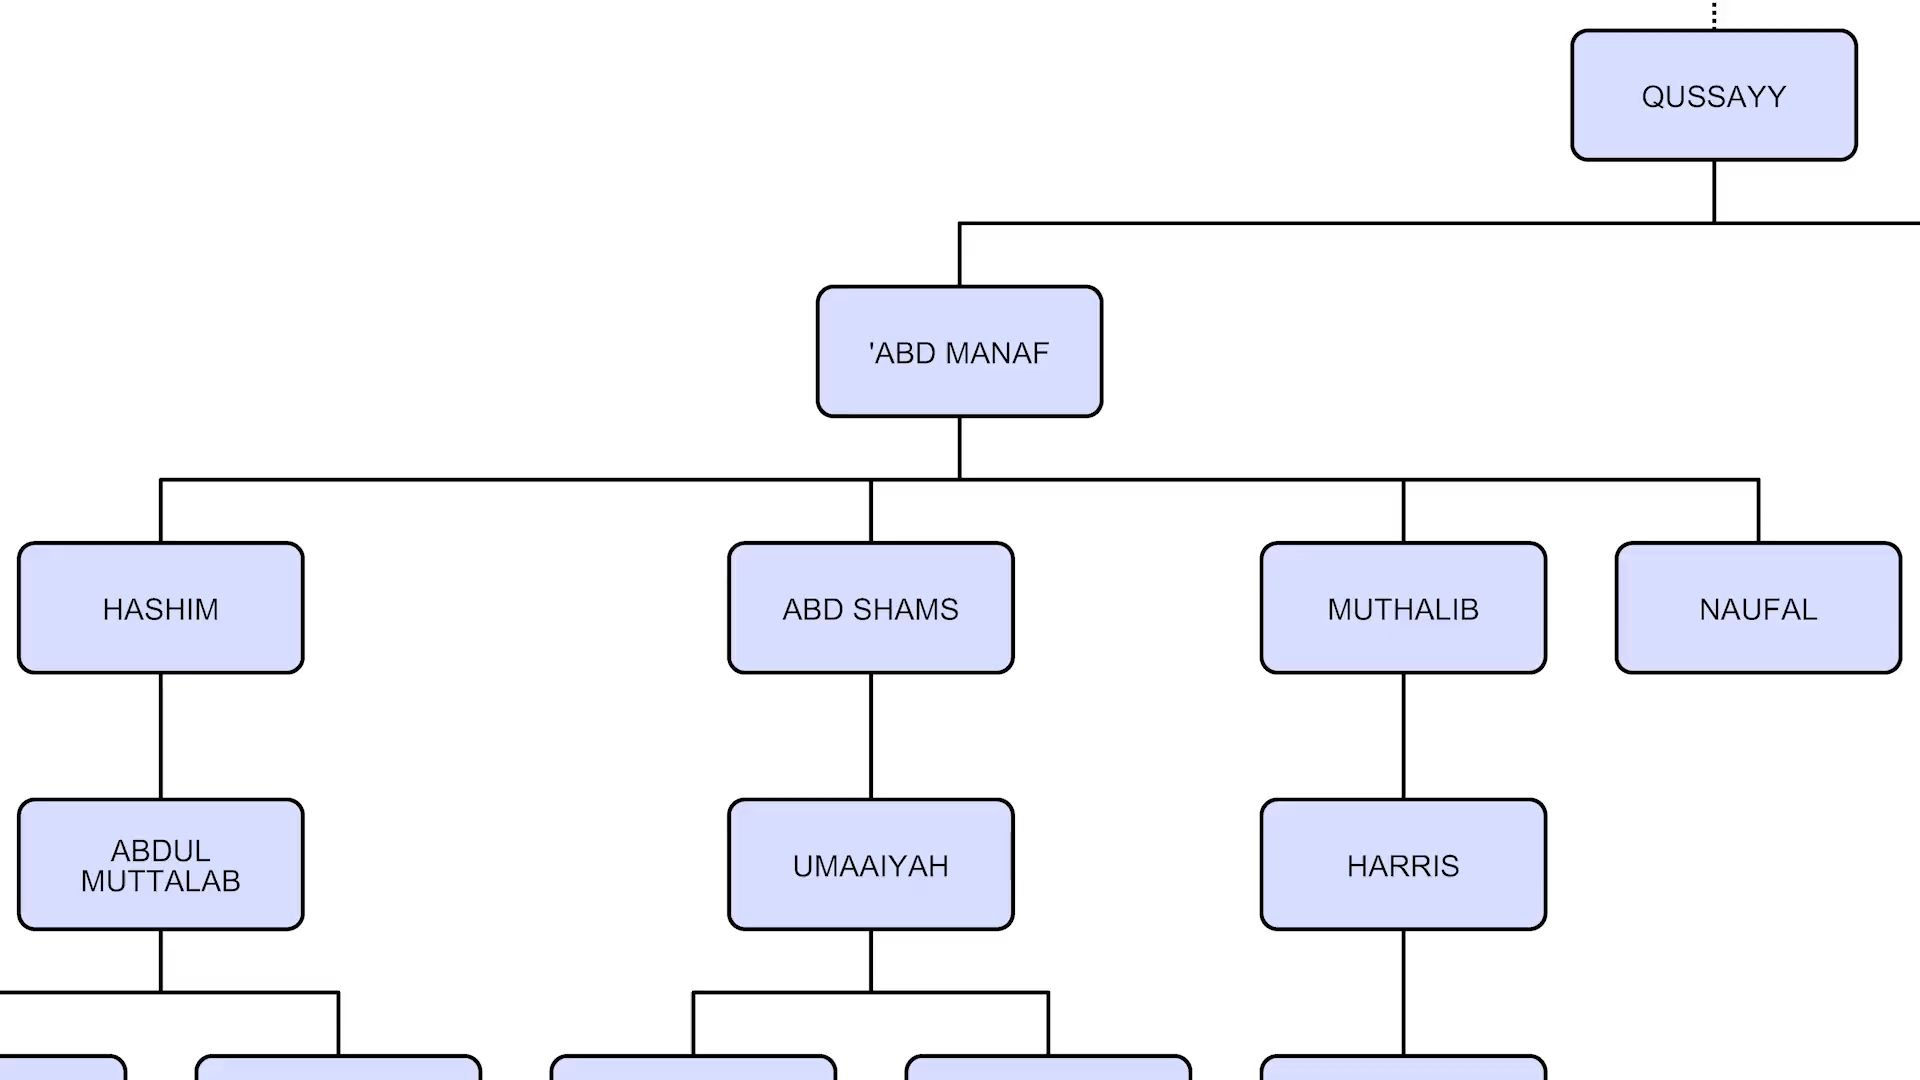 QUSSAYY
'ABD MANAF
HASHIM
ABD SHAMS
MUTHALIB
NAUFAL
ABDUL
MUTTALAB
UMAAIYAH
HARRIS